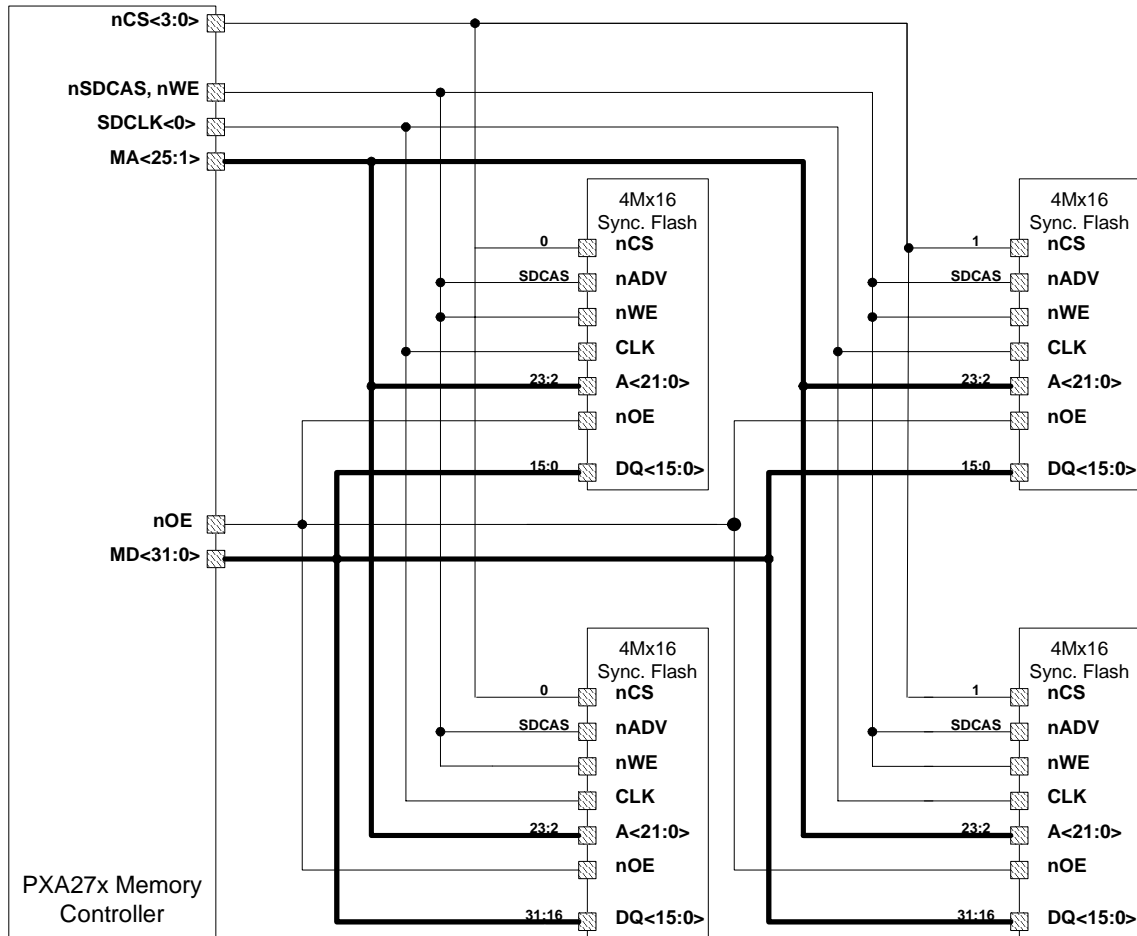 nCS<3:0>
nSDCAS, nWE
SDCLK<0>
MA<25:1>
nOE
MD<31:0>
PXA27x Memory
Controller
4Mx16
Sync. Flash
0 nCS
SDCAS nADV
nWE
CLK
23:2 A<21:0>
nOE
15:0 DQ<15:0>
4Mx16
Sync. Flash
1 nCS
SDCAS nADV
nWE
CLK
23:2 A<21:0>
nOE
15:0 DQ<15:0>
4Mx16
Sync. Flash
0 nCS
SDCAS nADV
nWE
CLK
23:2 A<21:0>
nOE
31:16 DQ<15:0>
4Mx16
Sync. Flash
1 nCS
SDCAS nADV
nWE
CLK
23:2 A<21:0>
nOE
31:16 DQ<15:0>